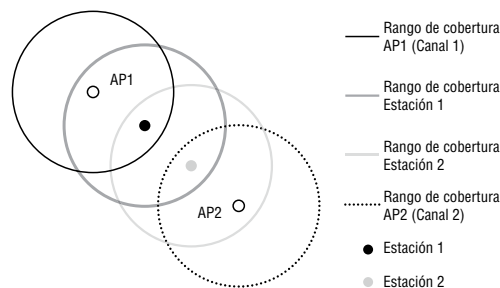 AP1
AP2
Rango de cobertura
AP1 (Canal 1)
Rango de cobertura
Estación 1
Rango de cobertura
Estación 2
Rango de cobertura
AP2 (Canal 2)
Estación 1
Estación 2